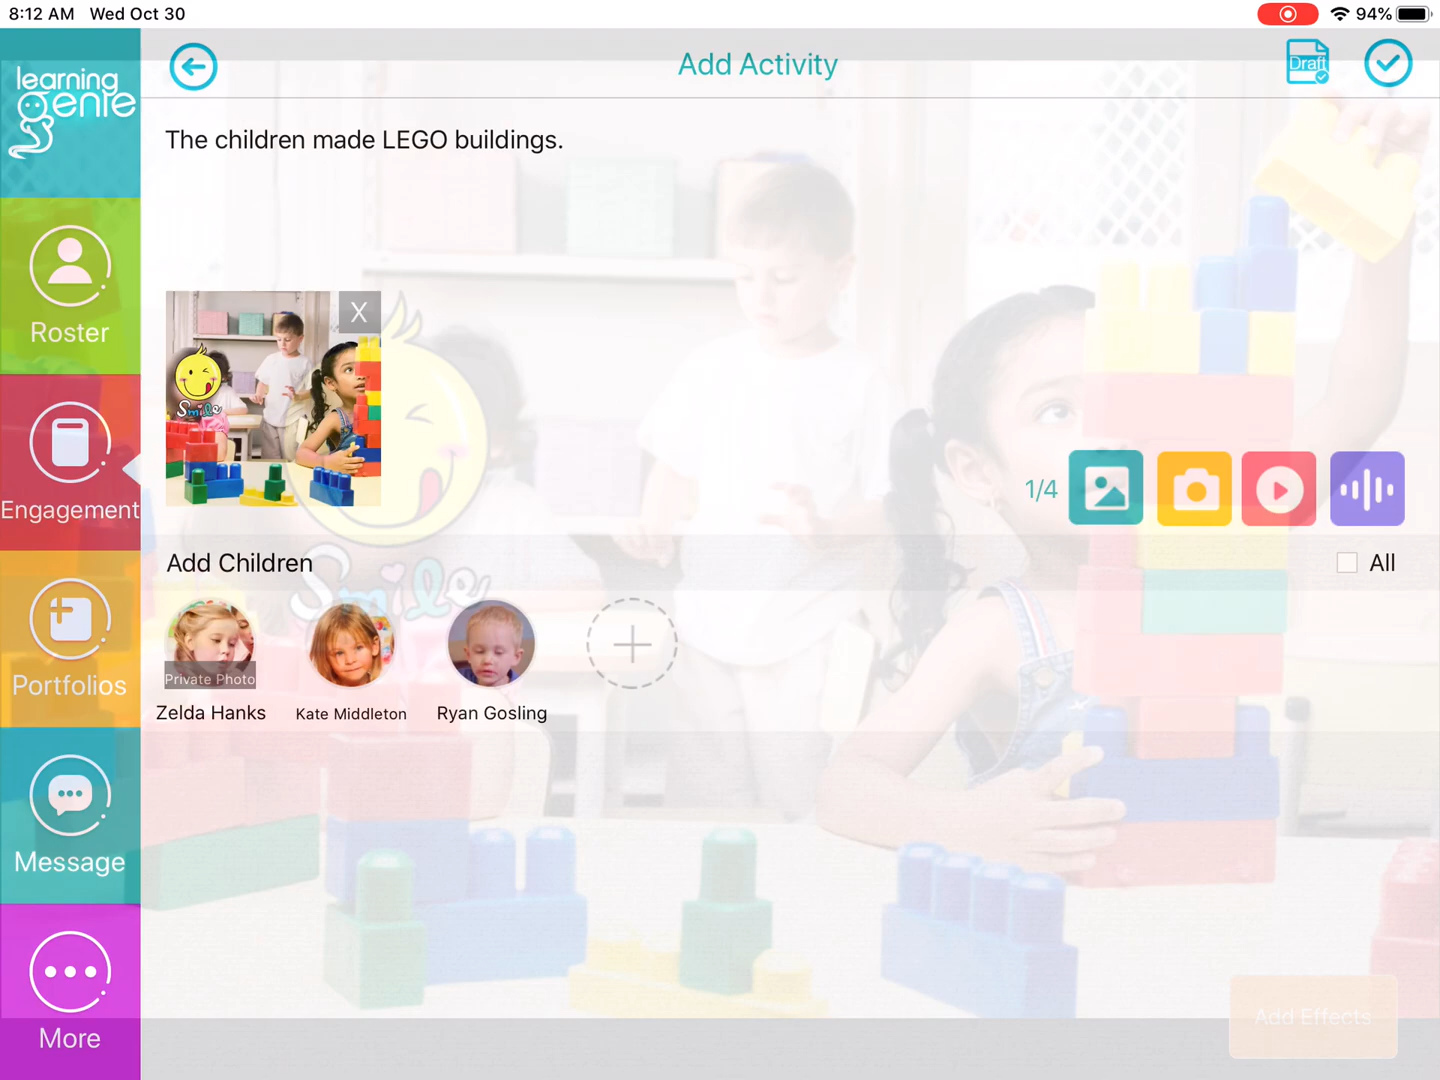 8:12 AM Wed Oct 30
94%
learning
genie
Add Activity
Draft
The children made LEGO buildings.
X
Smile
Smile
Roster
Engagement
1/4
Add Children
All
Private Photo
Zelda Hanks
Kate Middleton
Ryan Gosling
Portfolios
Message
More
Add Effects